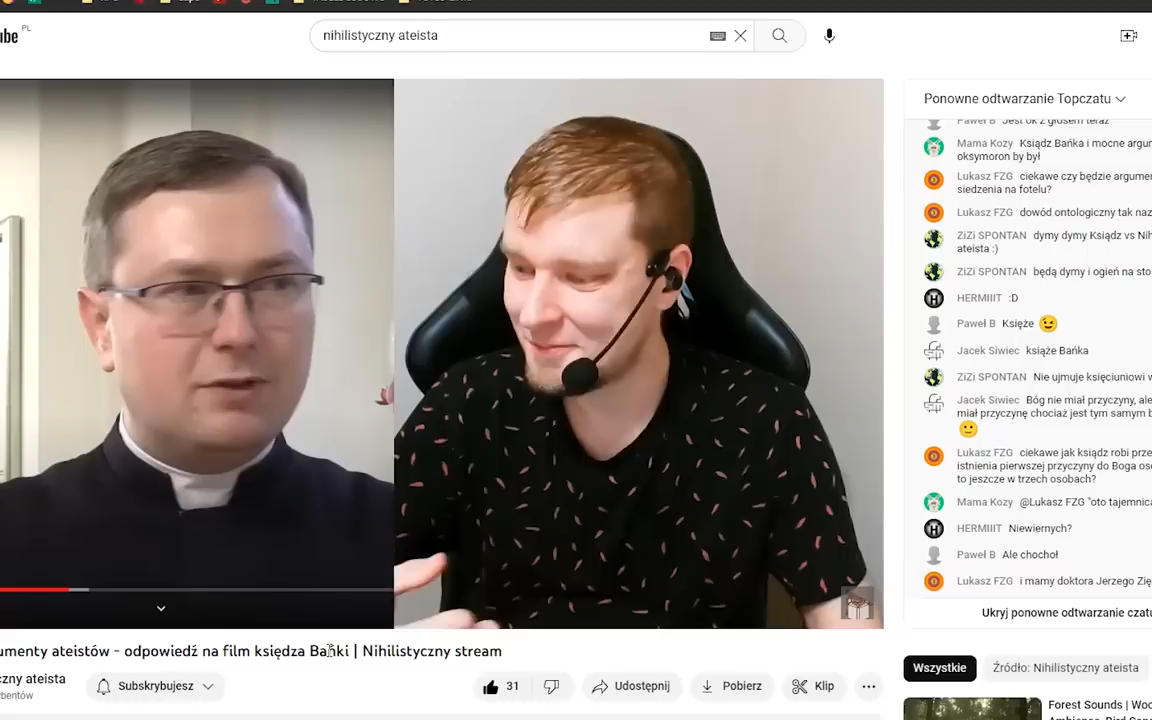 PL
nihilistyczny ateista
Ponowne odtwarzanie Topczatu
Paweł B Jest ok z głosem teraz
Mama Kozy Ksiądz Bańka i mocne argu
oksymoron by był
Lukasz FZG ciekawe czy będzie argume
siedzenia na fotelu?
Lukasz FZG dowód ontologiczny tak naz
ZiZi SPONTAN dymy dymy Ksiądz vs Nih
ateista :)
ZiZi SPONTAN będą dymy i ogień na sto
HERMIIIT :D
Paweł B Księże
Jacek Siwiec książe Bańka
ZiZi SPONTAN Nie ujmuje księciuniowi w
Jacek Siwiec Bóg nie miał przyczyny, ale
miał przyczynę chociaż jest tym samym b
Lukasz FZG ciekawe jak ksiądz robi prze
istnienia pierwszej przyczyny do Boga oso
to jeszcze w trzech osobach?
Mama Kozy @Lukasz FZG "oto tajemnica
HERMIIIT Niewiernych?
Paweł B Ale chochoł
Lukasz FZG i mamy doktora Jerzego Zię
Ukryj ponowne odtwarzanie czatu
umenty ateistów - odpowiedź na film księdza Bańki | Nihilistyczny stream
czny ateista
bentów
Subskrybujesz
31
Udostępnij
Pobierz
Klip
Wszystkie
Źródło: Nihilistyczny ateista
Forest Sounds | Woo